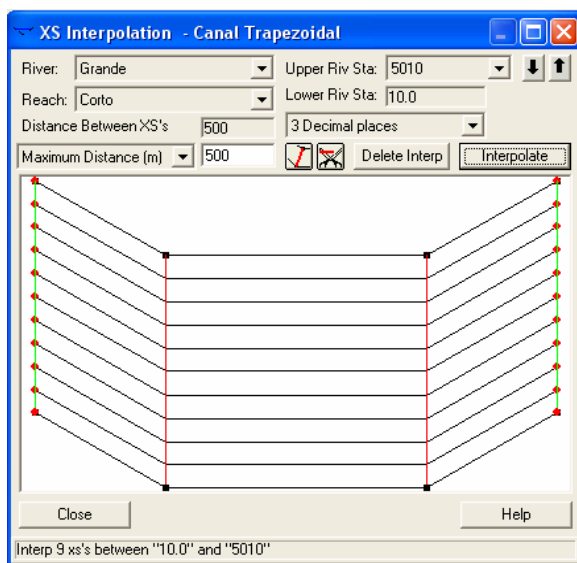 XS Interpolation - Canal Trapezoidal
River: Grande Upper Riv Sta: 5010
Reach: Corto Lower Riv Sta: 10.0
Distance Between XS's 500 3 Decimal places
Maximum Distance (m) 500 Delete Interp Interpolate
Close Help
Interp 9 xs's between "10.0" and "5010"